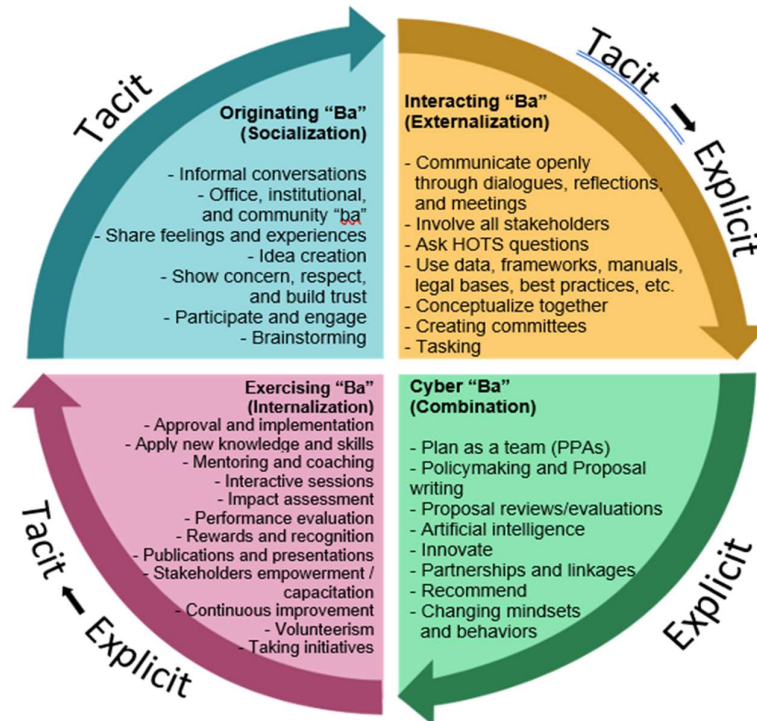 Tacit
Originating “Ba”
(Socialization)
- Informal conversations
- Office, institutional,
and community “ba”
- Share feelings and experiences
- Idea creation
- Show concern, respect,
and build trust
- Participate and engage
- Brainstorming
Tacit → Explicit
Interacting “Ba”
(Externalization)
- Communicate openly
through dialogues, reflections,
and meetings
- Involve all stakeholders
- Ask HOTS questions
- Use data, frameworks, manuals,
legal bases, best practices, etc.
- Conceptualize together
- Creating committees
- Tasking
Exercising “Ba”
(Internalization)
- Approval and implementation
- Apply new knowledge and skills
- Mentoring and coaching
- Interactive sessions
- Impact assessment
- Performance evaluation
- Rewards and recognition
- Publications and presentations
- Stakeholders empowerment /
capacitation
- Continuous improvement
- Volunteerism
- Taking initiatives
Tacit ← Explicit
Cyber “Ba”
(Combination)
- Plan as a team (PPAs)
- Policymaking and Proposal
writing
- Proposal reviews/evaluations
- Artificial intelligence
- Innovate
- Partnerships and linkages
- Recommend
- Changing mindsets
and behaviors
Explicit